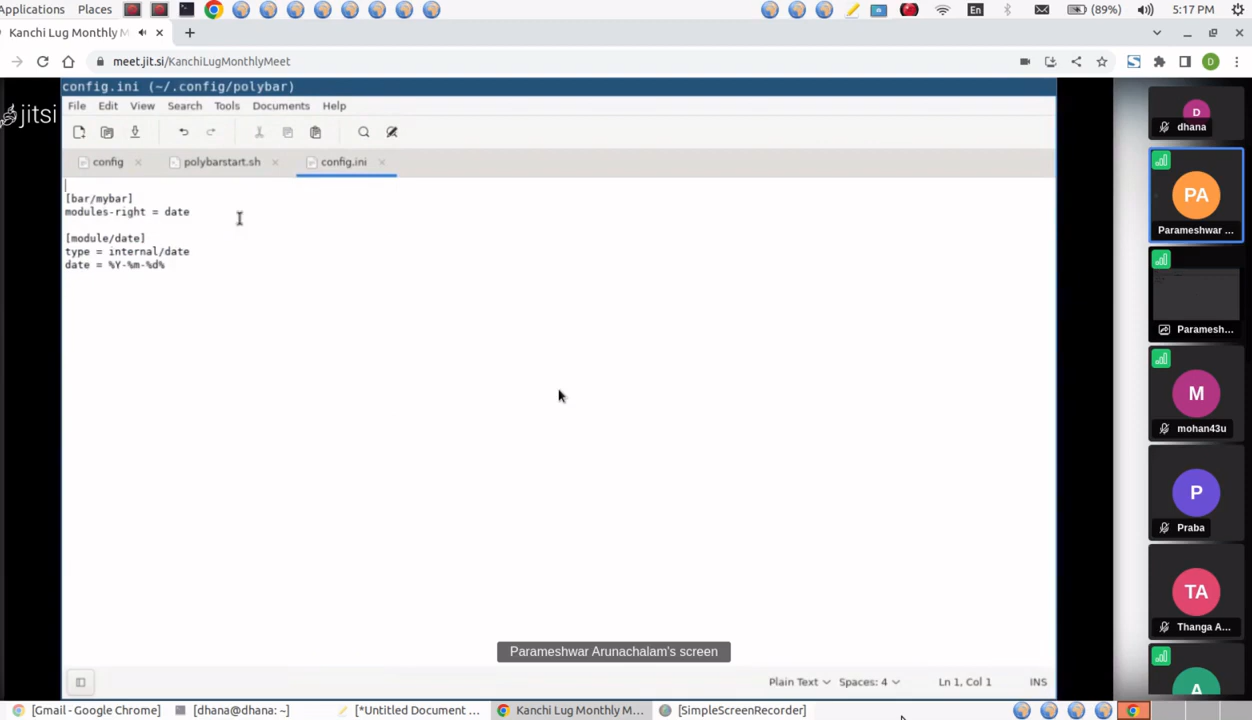 Applications Places En (89%) 5:17 PM
Kanchi Lug Monthly M
meet.jit.si/KanchiLugMonthlyMeet D
config.ini (~/.config/polybar)
jitsi
File Edit View Search Tools Documents Help
config polybarstart.sh config.ini
[bar/mybar]
modules-right = date
[module/date]
type = internal/date
date = %Y-%m-%d%
D
dhana
PA
Parameshwar ...
Paramesh...
M
mohan43u
P
Praba
TA
Thanga A...
A
Parameshwar Arunachalam's screen
Plain Text Spaces: 4 Ln 1, Col 1 INS
[Gmail - Google Chrome] [dhana@dhana: ~] [*Untitled Document ... Kanchi Lug Monthly M... [SimpleScreenRecorder]